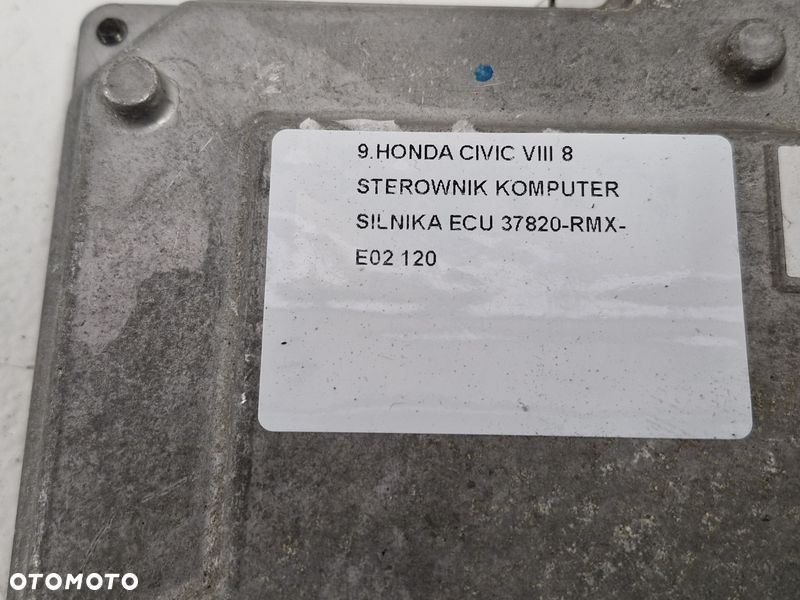 9.HONDA CIVIC VIII 8
STEROWNIK KOMPUTER
SILNIKA ECU 37820-RMX-
E02 120
OTOMOTO